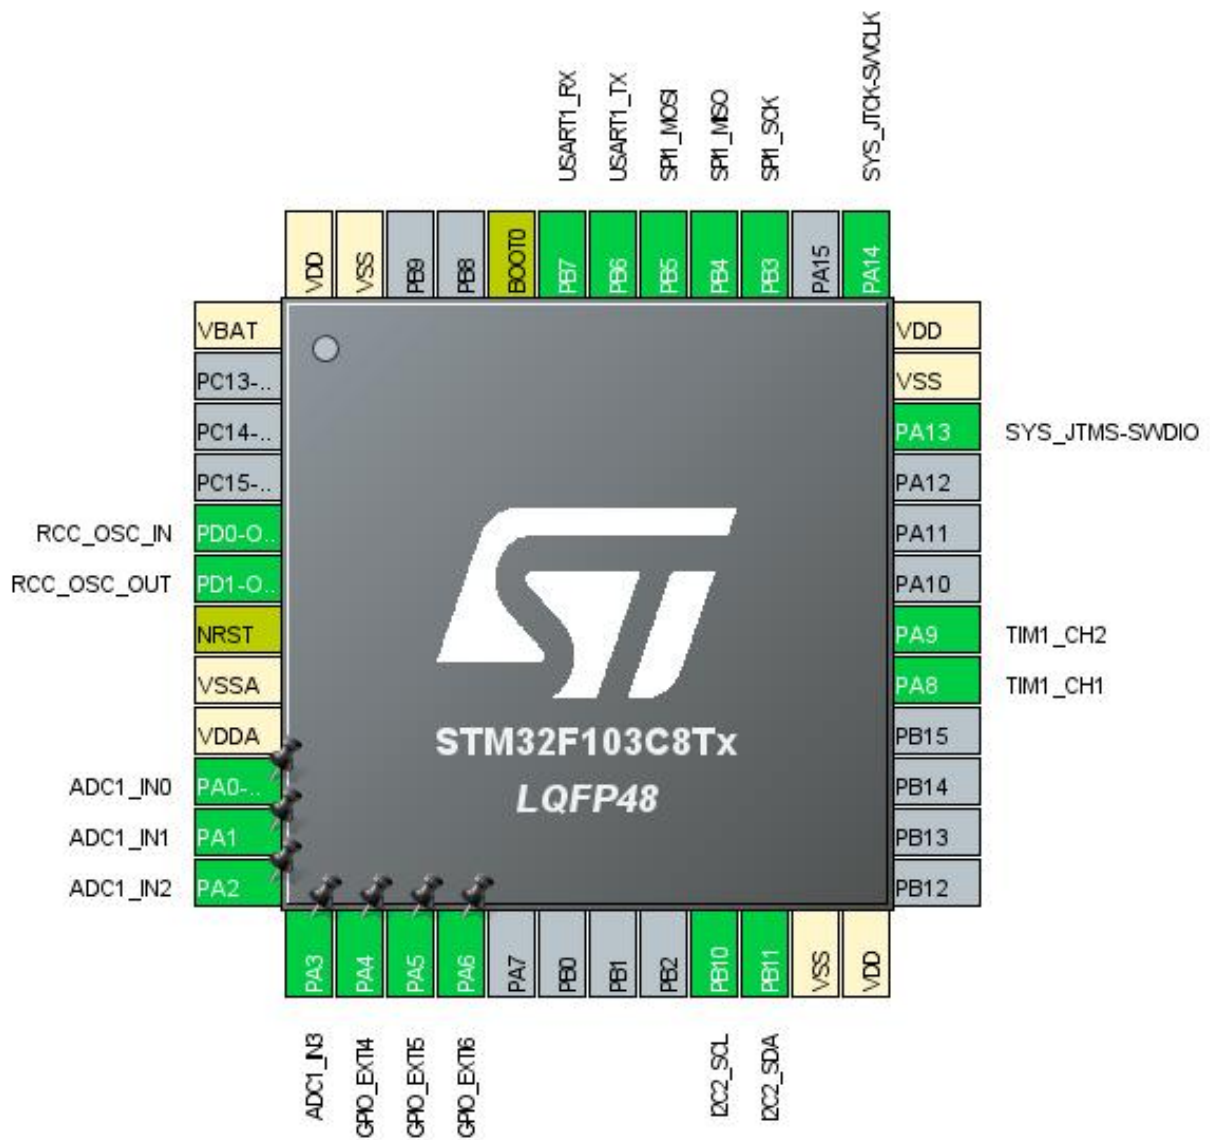 USART1_RX
USART1_TX
SPI1_MOSI
SPI1_MISO
SPI1_SCK
SYS_JTCK-SWCLK
VDD
VSS
PB9
PB8
BOOT0
PB7
PB6
PB5
PB4
PB3
PA15
PA14
VBAT
PC13-..
PC14-..
PC15-..
RCC_OSC_IN PD0-O..
RCC_OSC_OUT PD1-O..
NRST
VSSA
VDDA
ADC1_IN0 PA0-..
ADC1_IN1 PA1
ADC1_IN2 PA2
ST
STM32F103C8Tx
LQFP48
VDD
VSS
PA13 SYS_JTMS-SWDIO
PA12
PA11
PA10
PA9 TIM1_CH2
PA8 TIM1_CH1
PB15
PB14
PB13
PB12
PA3
PA4
PA5
PA6
PA7
PB0
PB1
PB2
PB10
PB11
VSS
VDD
ADC1_IN3
GPIO_EXTI4
GPIO_EXTI5
GPIO_EXTI6
I2C2_SCL
I2C2_SDA